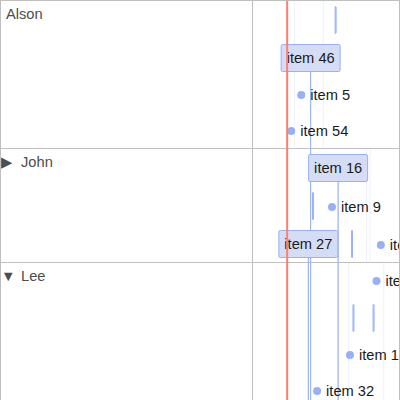 Alson
item 46
item 5
item 54
▶ John
item 16
item 9
item 27
▼ Lee
item 32